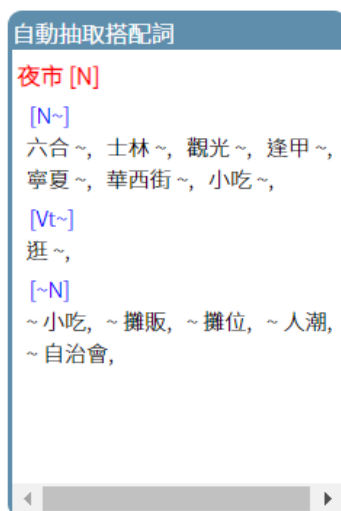 自動抽取搭配詞
夜市 [N]
[N~]
六合 ~, 士林 ~, 觀光 ~, 逢甲 ~,
寧夏 ~, 華西街 ~, 小吃 ~,
[Vt~]
逛 ~,
[~N]
~ 小吃, ~ 攤販, ~ 攤位, ~ 人潮,
~ 自治會,